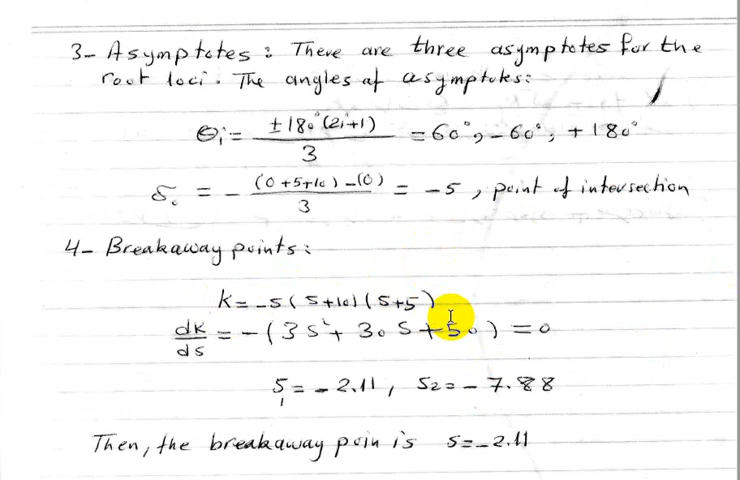 3- Asymptotes : There are three asymptotes for the
root loci. The angles of asymptotes:
θi = ±180°(2i+1) / 3 = 60°, -60°, +180°
δ₀ = - (0+5+10)-(0) / 3 = -5, point of intersection
4- Breakaway points:
K = -S(S+10)(S+5)
dk/ds = -(3S²+30S+50) = 0
S₁ = -2.11, S₂ = -7.88
Then, the breakaway poin is S=-2.11